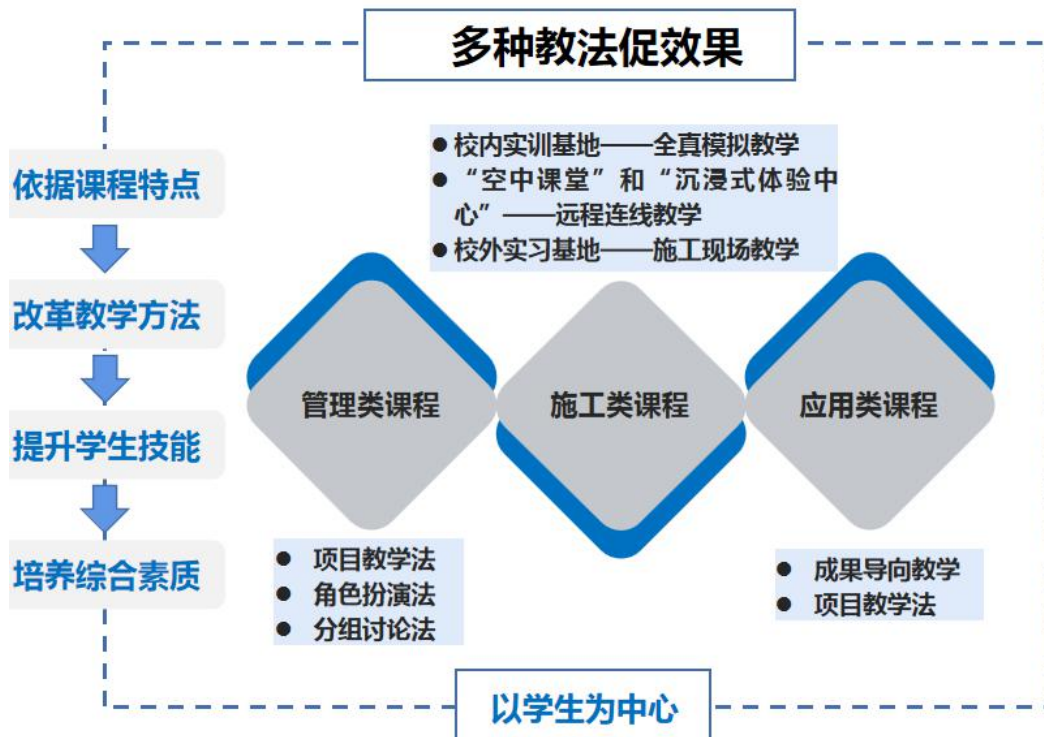 多种教法促效果
依据课程特点
改革教学方法
提升学生技能
培养综合素质
● 校内实训基地——全真模拟教学
● “空中课堂”和“沉浸式体验中
心”——远程连线教学
● 校外实习基地——施工现场教学
管理类课程
施工类课程
应用类课程
● 项目教学法
● 角色扮演法
● 分组讨论法
● 成果导向教学
● 项目教学法
以学生为中心